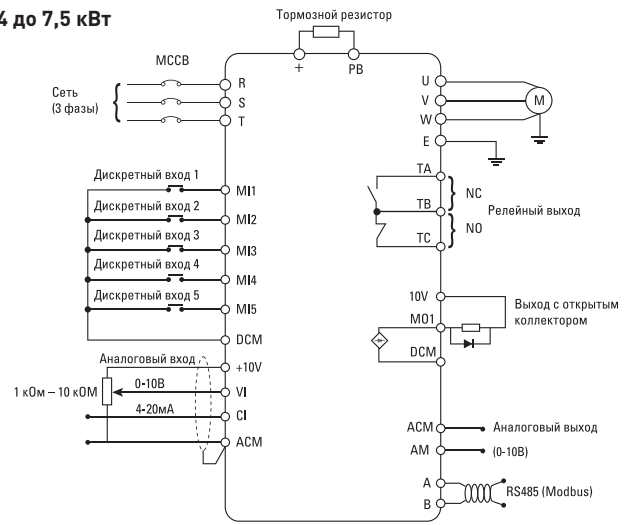 4 до 7,5 кВт
Тормозной резистор
+
PB
МССВ
Сеть
(3 фазы)
R
S
T
U
V
W
E
M
TA
TB
TC
NC
NO
Релейный выход
Дискретный вход 1
MI1
Дискретный вход 2
MI2
Дискретный вход 3
MI3
Дискретный вход 4
MI4
Дискретный вход 5
MI5
DCM
10V
MO1
DCM
Выход с открытым
коллектором
Аналоговый вход
+10V
1 кОм – 10 кОМ
0-10В
VI
4-20мА
CI
ACM
ACM
Аналоговый выход
AM
(0-10В)
A
B
RS485 (Modbus)